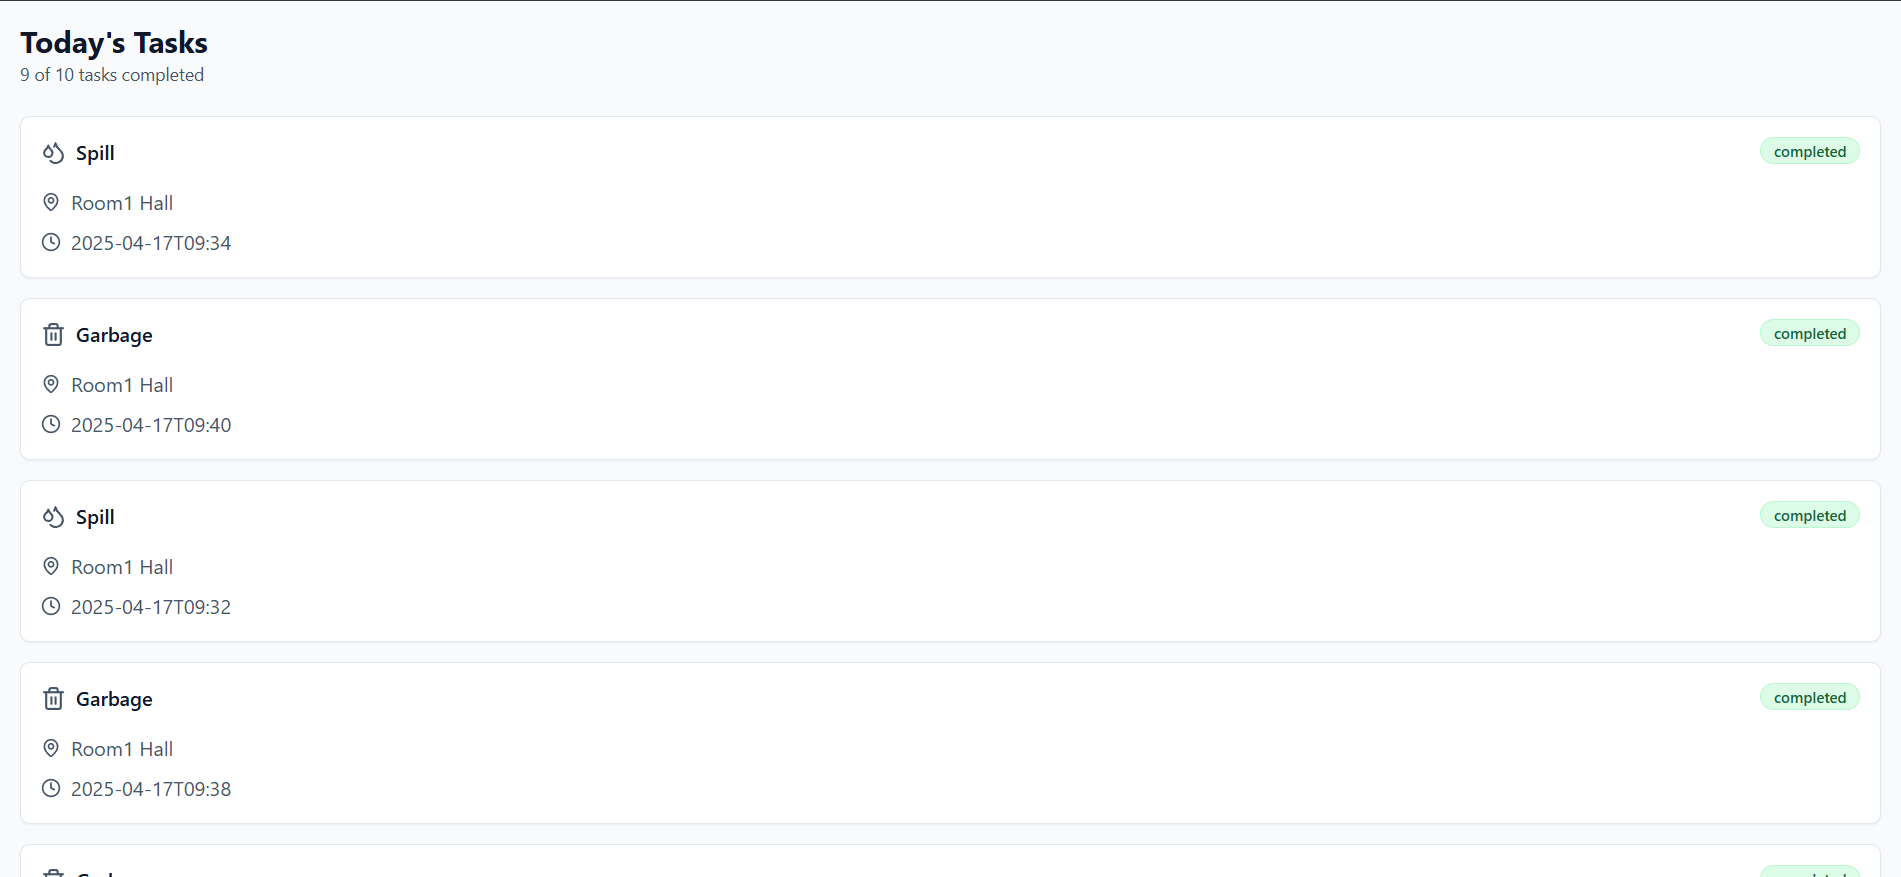 Today's Tasks
9 of 10 tasks completed
Spill
completed
Room1 Hall
2025-04-17T09:34
Garbage
completed
Room1 Hall
2025-04-17T09:40
Spill
completed
Room1 Hall
2025-04-17T09:32
Garbage
completed
Room1 Hall
2025-04-17T09:38